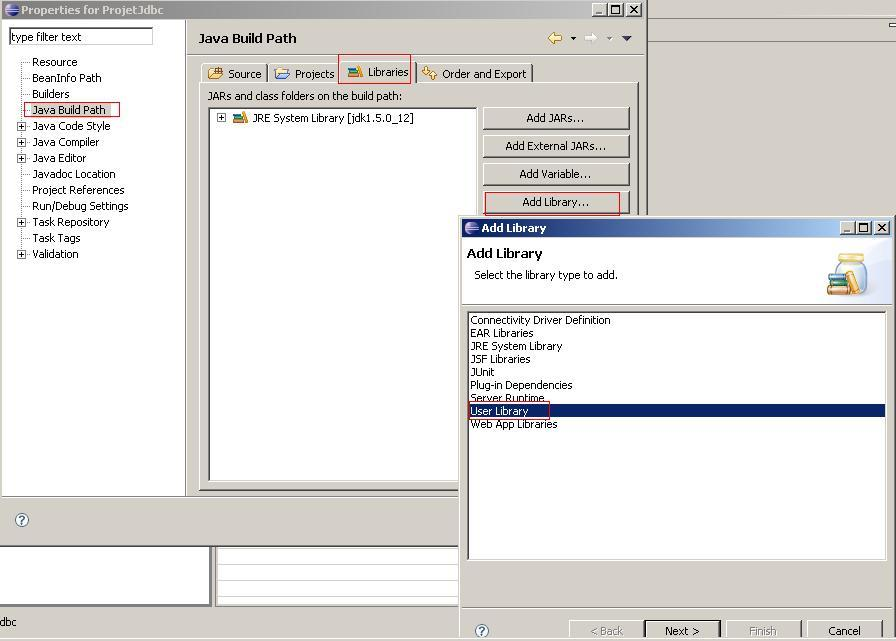 Properties for ProjetJdbc
type filter text
Resource
BeanInfo Path
Builders
Java Build Path
Java Code Style
Java Compiler
Java Editor
Javadoc Location
Project References
Run/Debug Settings
Task Repository
Task Tags
Validation
Java Build Path
Source
Projects
Libraries
Order and Export
JARs and class folders on the build path:
JRE System Library [jdk1.5.0_12]
Add JARs...
Add External JARs...
Add Variable...
Add Library...
Add Library
Add Library
Select the library type to add.
Connectivity Driver Definition
EAR Libraries
JRE System Library
JSF Libraries
JUnit
Plug-in Dependencies
Server Runtime
User Library
Web App Libraries
dbc
?
?
< Back
Next >
Finish
Cancel